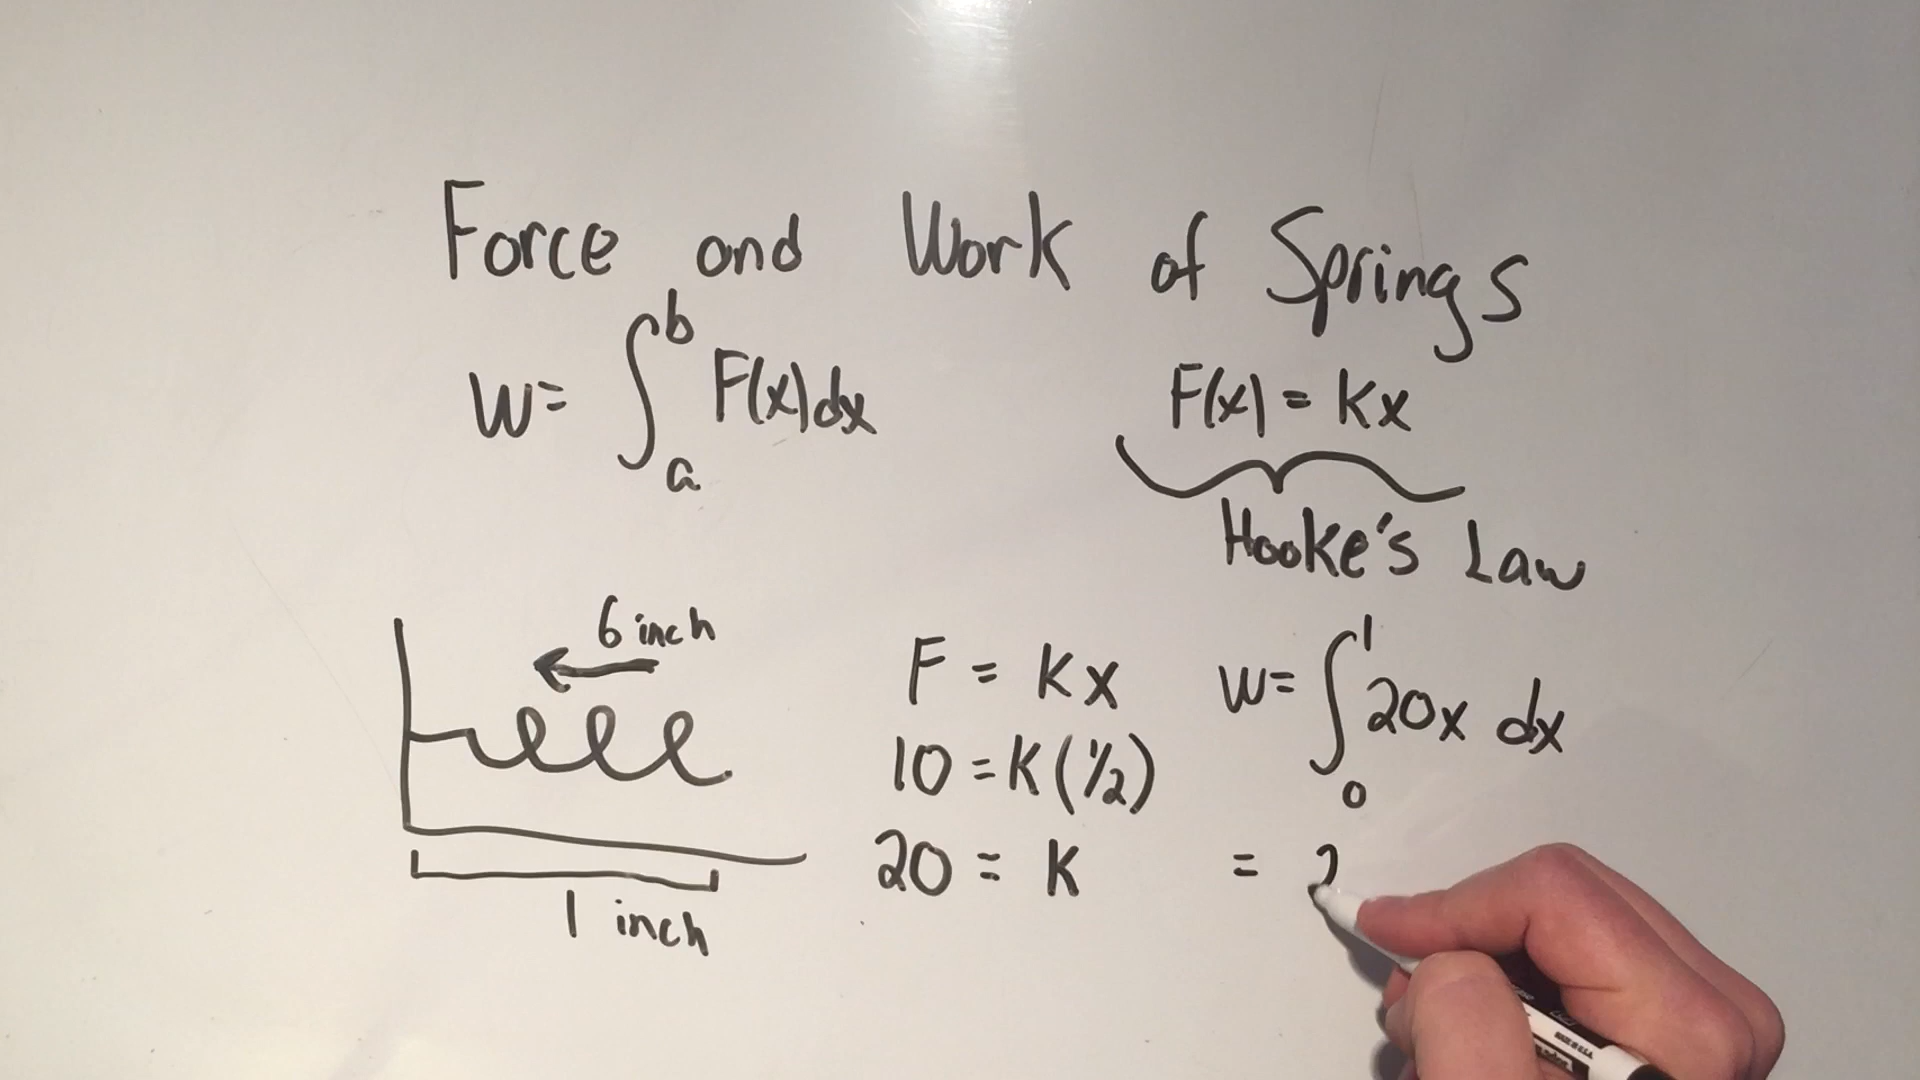 Force and Work of Springs
W= ∫_a^b F(x)dx
F(x) = Kx
Hooke's Law
6 inch
1 inch
F = Kx
10 = K(1/2)
20 = K
W= ∫_0^1 20x dx
= 2